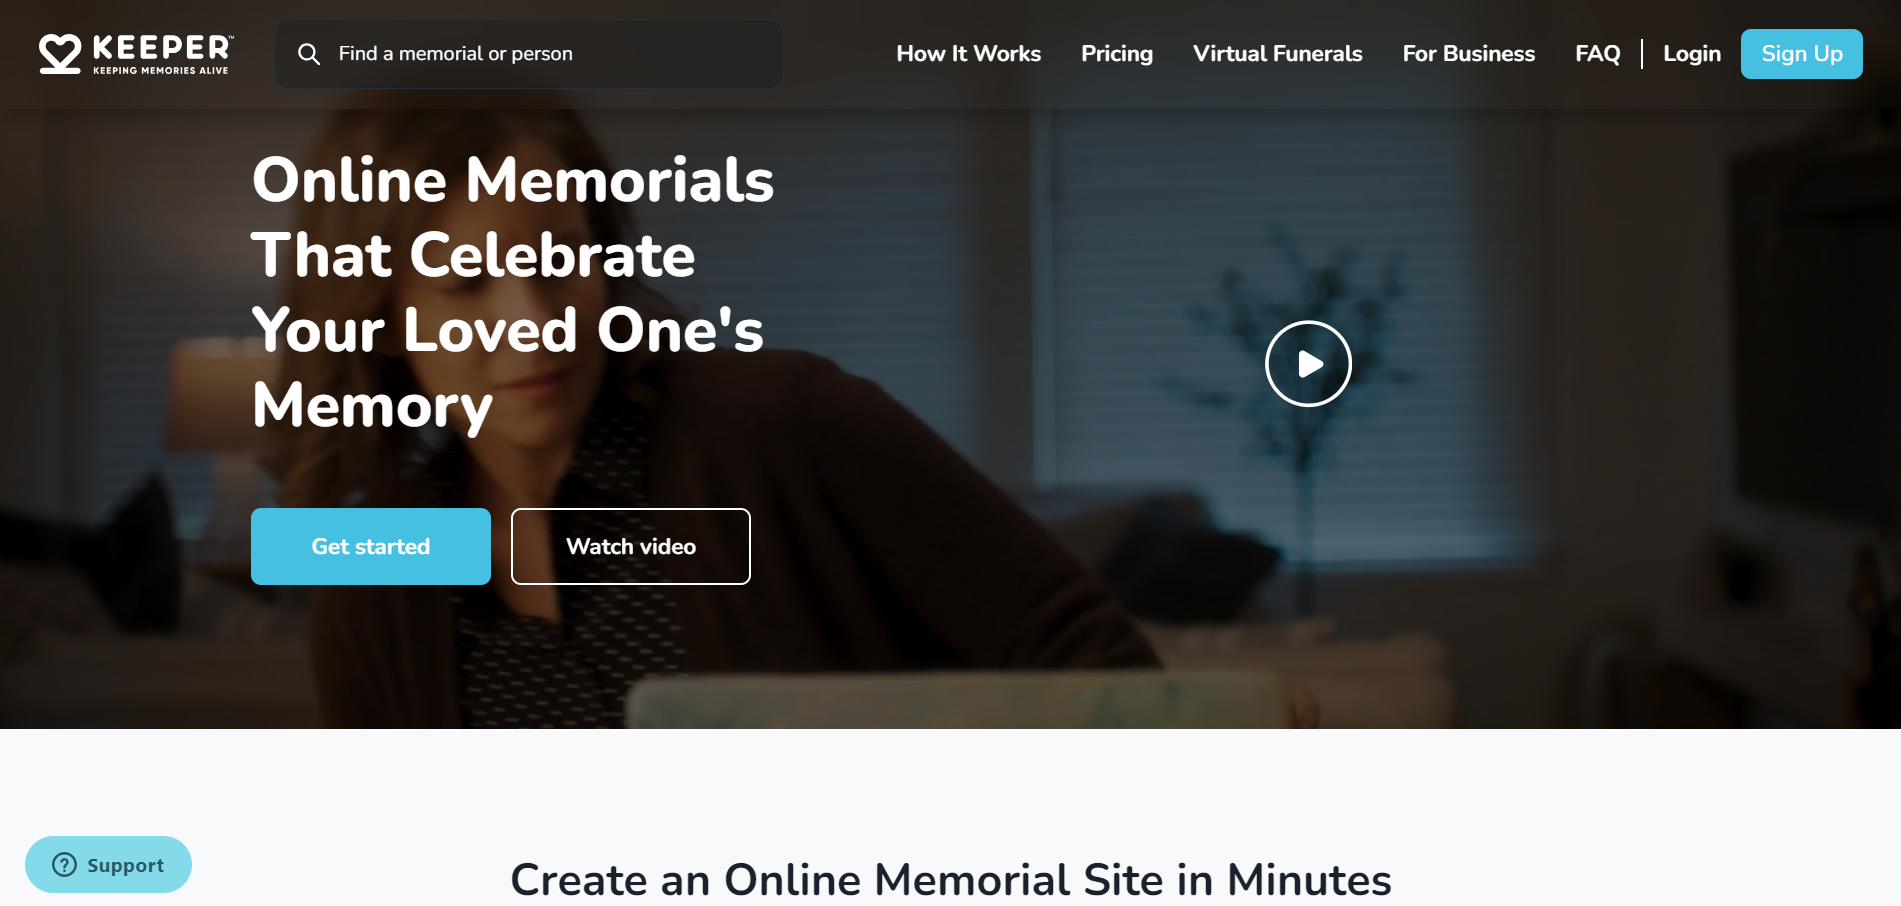 KEEPER™
KEEPING MEMORIES ALIVE
Find a memorial or person
How It Works
Pricing
Virtual Funerals
For Business
FAQ
Login
Sign Up
Online Memorials
That Celebrate
Your Loved One's
Memory
Get started
Watch video
Support
Create an Online Memorial Site in Minutes